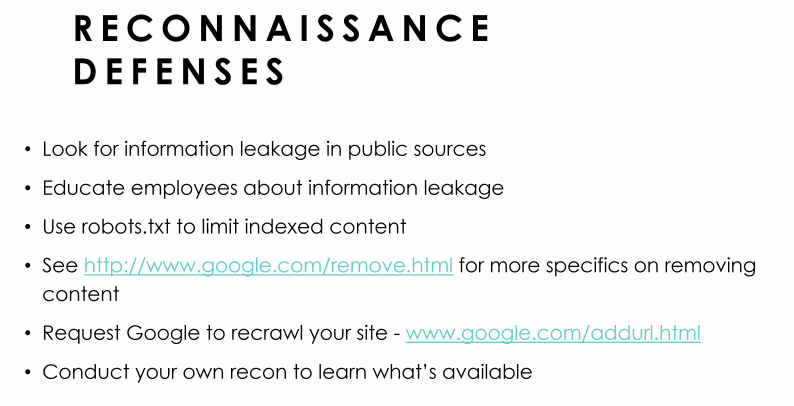 RECONNAISSANCE
DEFENSES
• Look for information leakage in public sources
• Educate employees about information leakage
• Use robots.txt to limit indexed content
• See http://www.google.com/remove.html for more specifics on removing
content
• Request Google to recrawl your site - www.google.com/addurl.html
• Conduct your own recon to learn what's available